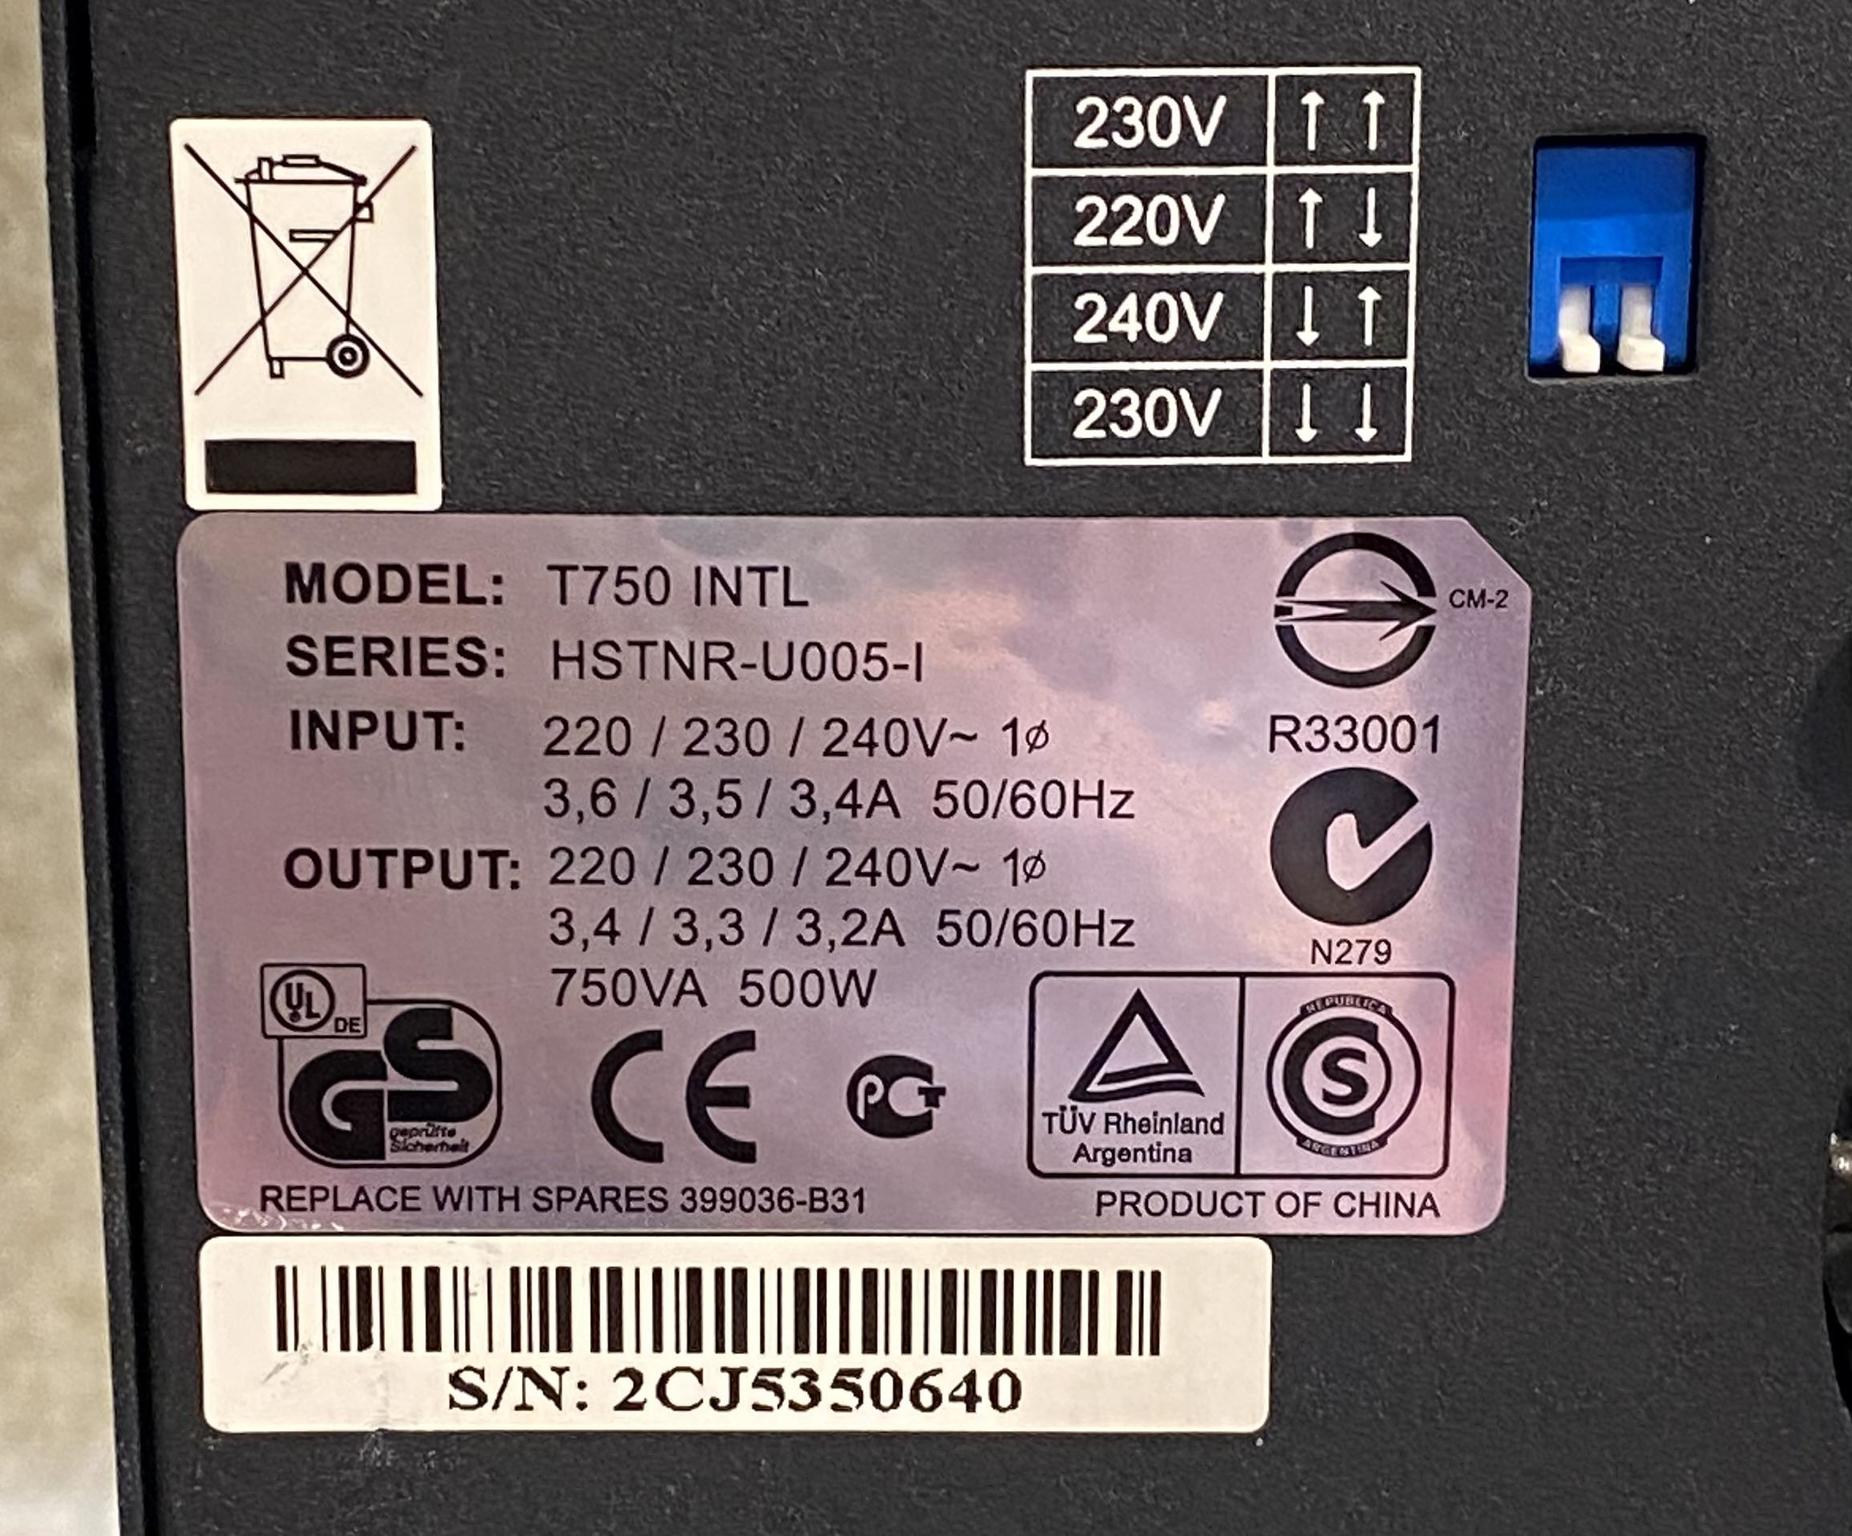 230V ↑ ↑
220V ↑ ↓
240V ↓ ↑
230V ↓ ↓
MODEL: T750 INTL
SERIES: HSTNR-U005-I
INPUT: 220 / 230 / 240V~ 1ø
3,6 / 3,5 / 3,4A 50/60Hz
OUTPUT: 220 / 230 / 240V~ 1ø
3,4 / 3,3 / 3,2A 50/60Hz
750VA 500W
CM-2
R33001
N279
UL DE
GS
geprüfte
Sicherheit
CE
PCT
TÜV Rheinland
Argentina
REPUBLICA
S
ARGENTINA
REPLACE WITH SPARES 399036-B31
PRODUCT OF CHINA
S/N: 2CJ5350640